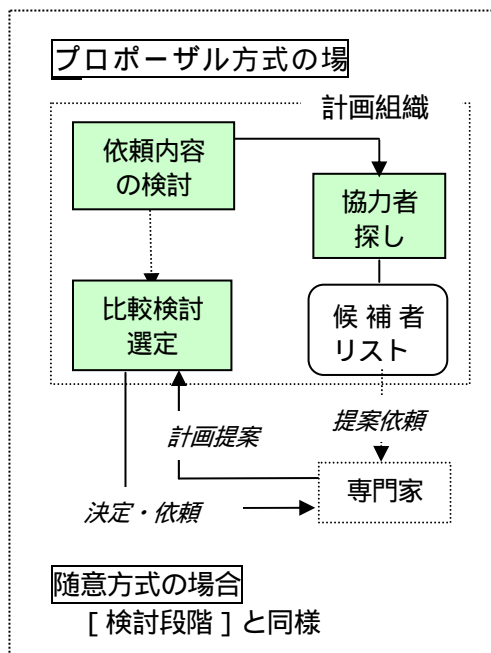 プロポーザル方式の場
計画組織
依頼内容
の検討
協力者
探し
比較検討
選定
候補者
リスト
計画提案
提案依頼
専門家
決定・依頼
随意方式の場合
[検討段階]と同様